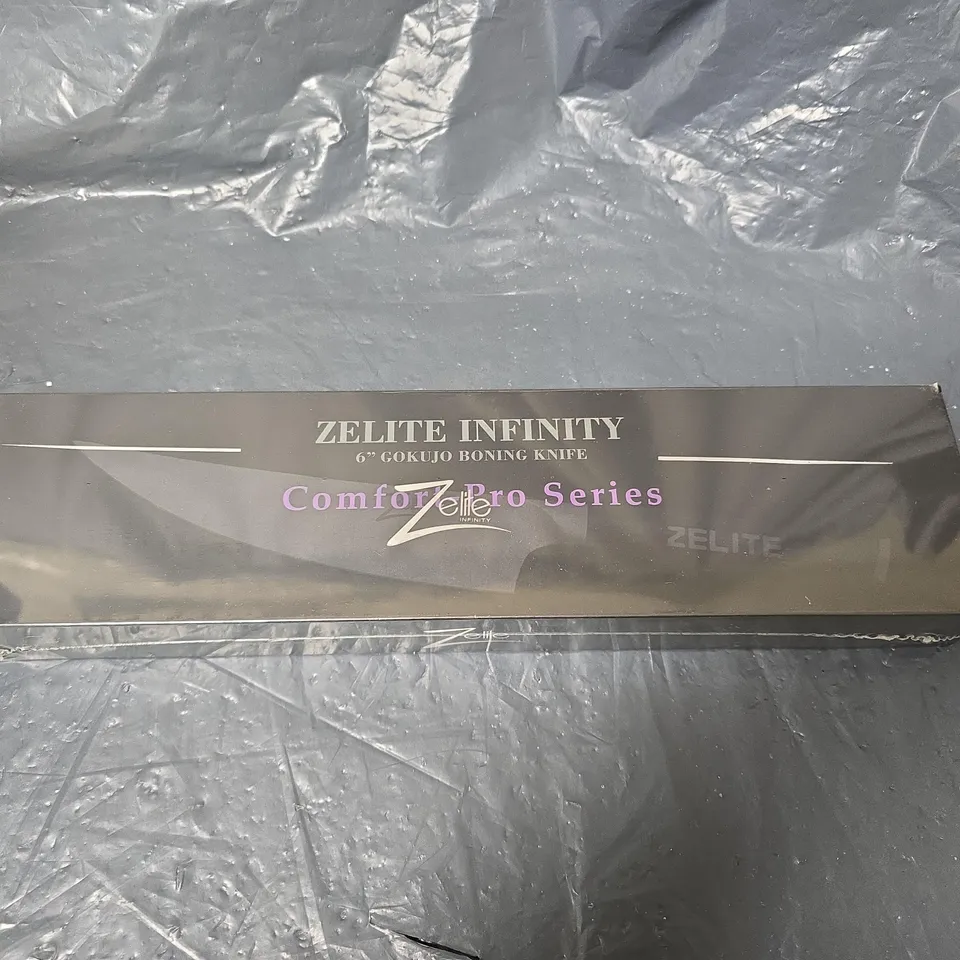 ZELITE INFINITY
6” GOKUJO BONING KNIFE
Comfort Pro Series
Zelite
INFINITY
ZELITE
Zelite